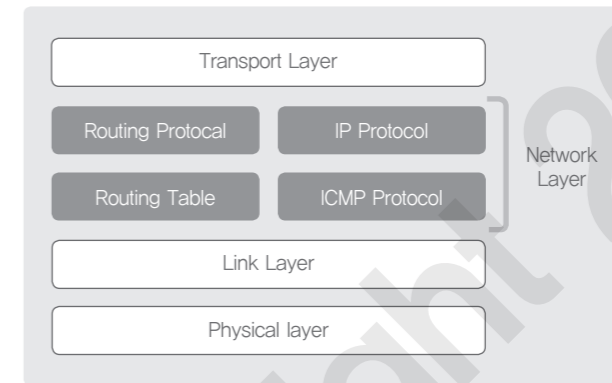 Transport Layer
Routing Protocal
IP Protocol
Network
Layer
Routing Table
ICMP Protocol
Link Layer
Physical layer